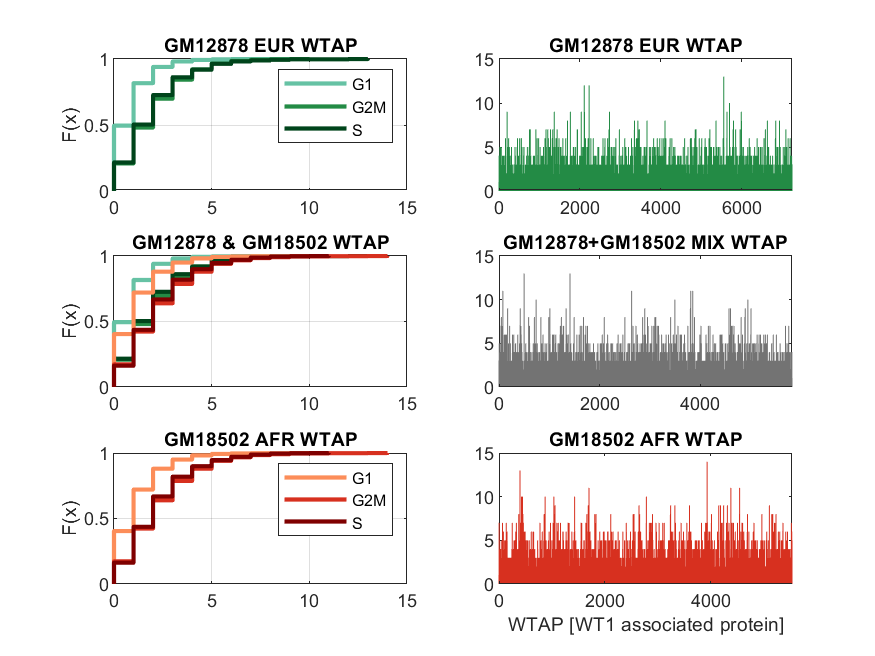 GM12878 EUR WTAP
1
0.5
1
0
5
10
15
F(x)
G1
G2M
S
GM12878 EUR WTAP
15
10
5
0
0
2000
4000
6000
GM12878 & GM18502 WTAP
1
0.5
0
0
5
10
15
F(x)
GM12878+GM18502 MIX WTAP
15
10
5
0
0
2000
4000
GM18502 AFR WTAP
1
0.5
0
0
5
10
15
F(x)
G1
G2M
S
GM18502 AFR WTAP
15
10
5
0
0
2000
4000
WTAP [WT1 associated protein]